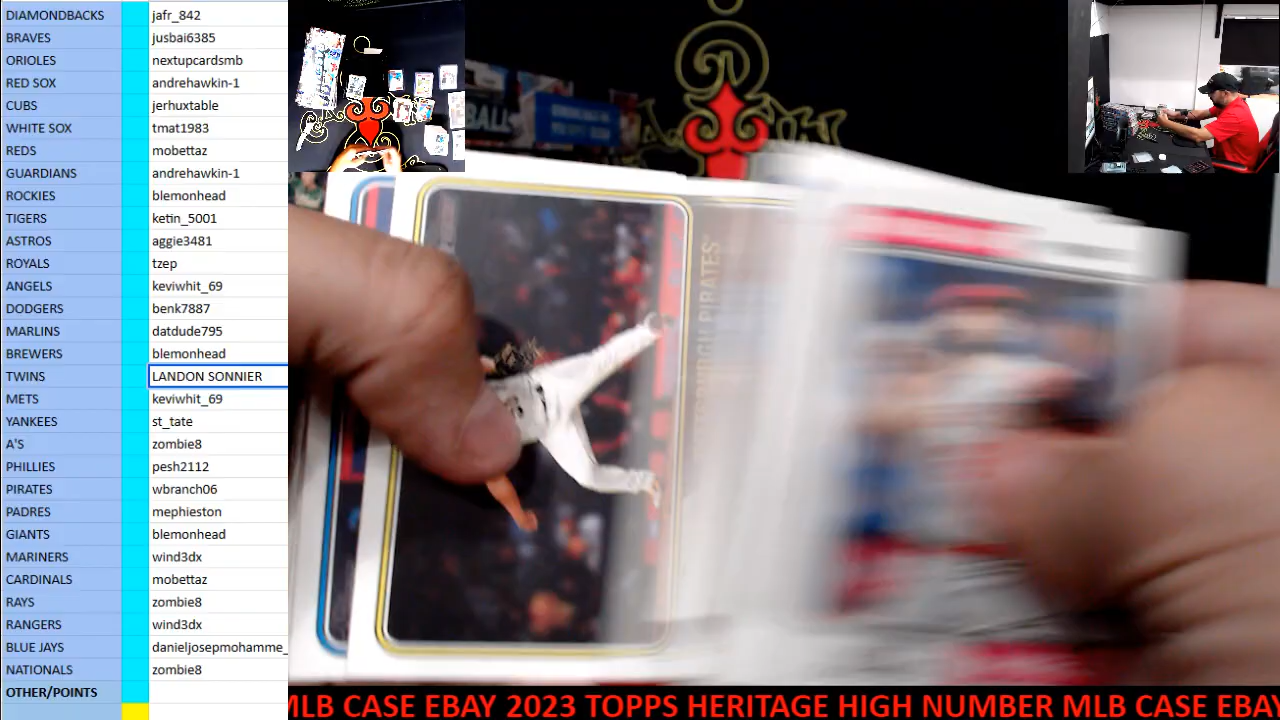 DIAMONDBACKS jafr_842
BRAVES jusbai6385
ORIOLES nextupcardsmb
RED SOX andrehawkin-1
CUBS jerhuxtable
WHITE SOX tmat1983
REDS mobettaz
GUARDIANS andrehawkin-1
ROCKIES blemonhead
TIGERS ketin_5001
ASTROS aggie3481
ROYALS tzep
ANGELS keviwhit_69
DODGERS benk7887
MARLINS datdude795
BREWERS blemonhead
TWINS LANDON SONNIER
METS keviwhit_69
YANKEES st_tate
A'S zombie8
PHILLIES pesh2112
PIRATES wbranch06
PADRES mephieston
GIANTS blemonhead
MARINERS wind3dx
CARDINALS mobettaz
RAYS zombie8
RANGERS wind3dx
BLUE JAYS danieljosepmohamme_
NATIONALS zombie8
OTHER/POINTS
PIRATES
MLB CASE EBAY 2023 TOPPS HERITAGE HIGH NUMBER MLB CASE EBAY